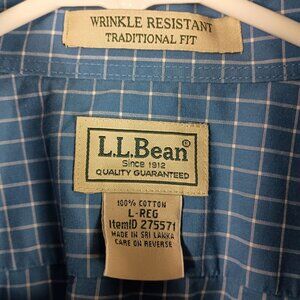 WRINKLE RESISTANT
TRADITIONAL FIT
L.L.Bean®
Since 1912
QUALITY GUARANTEED
100% COTTON
L-REG
ItemID 275571
MADE IN SRI LANKA
CARE ON REVERSE